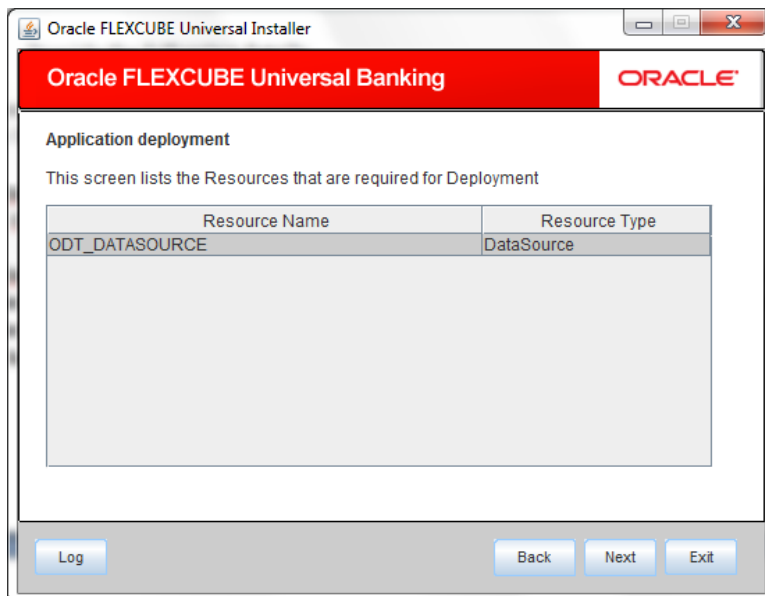 Oracle FLEXCUBE Universal Installer
Oracle FLEXCUBE Universal Banking ORACLE
Application deployment
This screen lists the Resources that are required for Deployment
Resource Name Resource Type
ODT_DATASOURCE DataSource
Log Back Next Exit